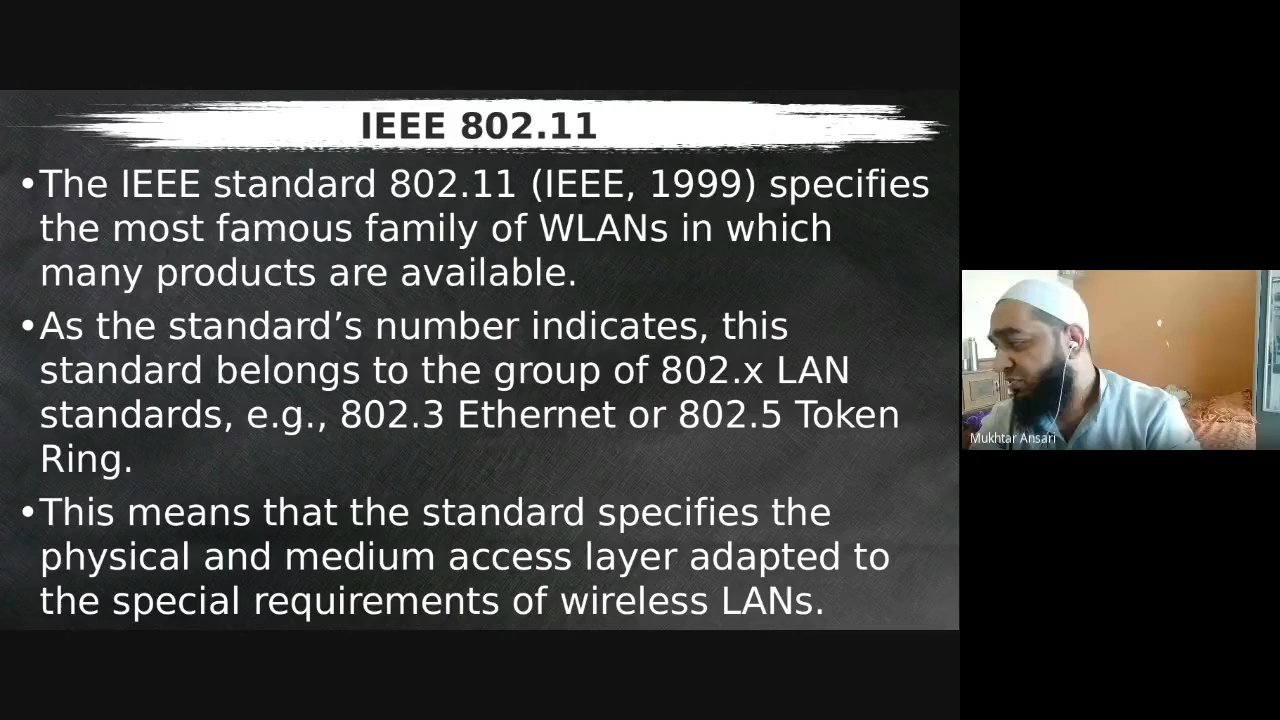 IEEE 802.11
•The IEEE standard 802.11 (IEEE, 1999) specifies
the most famous family of WLANs in which
many products are available.
•As the standard’s number indicates, this
standard belongs to the group of 802.x LAN
standards, e.g., 802.3 Ethernet or 802.5 Token
Ring.
•This means that the standard specifies the
physical and medium access layer adapted to
the special requirements of wireless LANs.
Mukhtar Ansari